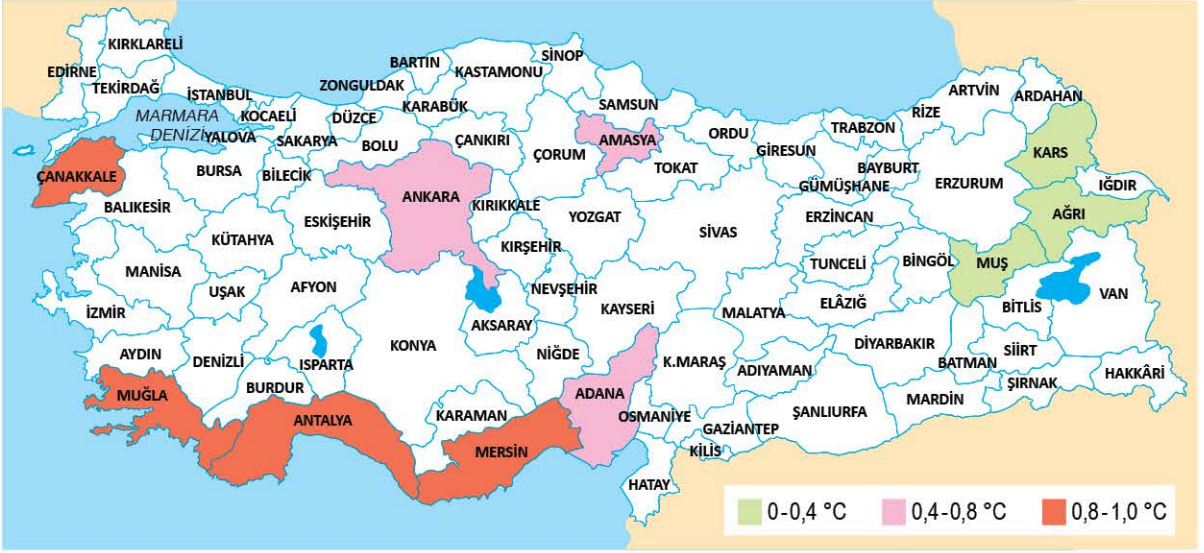 KIRKLARELİ
EDİRNE
TEKİRDAĞ
İSTANBUL
MARMARA
DENİZİ
YALOVA
KOCAELİ
SAKARYA
DÜZCE
ZONGULDAK
BARTIN
KARABÜK
KASTAMONU
SİNOP
SAMSUN
AMASYA
ORDU
GİRESUN
TRABZON
RİZE
ARTVİN
ARDAHAN
KARS
IĞDIR
AĞRI
ÇANAKKALE
BALIKESİR
BURSA
BİLECİK
BOLU
ÇANKIRI
ÇORUM
TOKAT
GÜMÜŞHANE
BAYBURT
ERZURUM
ANKARA
KIRIKKALE
ESKİŞEHİR
KÜTAHYA
YOZGAT
SİVAS
ERZİNCAN
KIRŞEHİR
TUNCELİ
BİNGÖL
MUŞ
MANİSA
UŞAK
AFYON
NEVŞEHİR
KAYSERİ
MALATYA
ELÂZIĞ
BİTLİS
VAN
İZMİR
AKSARAY
KONYA
NİĞDE
AYDIN
DENİZLİ
ISPARTA
BURDUR
K.MARAŞ
ADIYAMAN
DİYARBAKIR
BATMAN
SİİRT
ŞIRNAK
HAKKÂRİ
MUĞLA
ANTALYA
KARAMAN
MERSİN
ADANA
OSMANİYE
GAZİANTEP
KİLİS
ŞANLIURFA
MARDİN
HATAY
0-0,4 °C
0,4-0,8 °C
0,8-1,0 °C